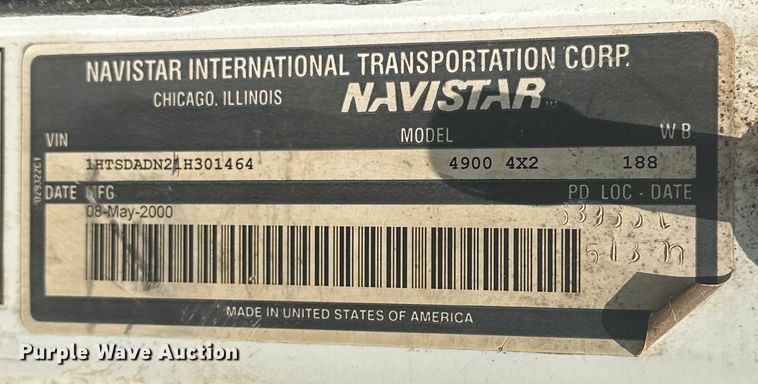 NAVISTAR INTERNATIONAL TRANSPORTATION CORP.
CHICAGO, ILLINOIS NAVISTAR
VIN MODEL WB
1HTSDADN21H301464 4900 4X2 188
DATE MFG PD LOC - DATE
08-May-2000
MADE IN UNITED STATES OF AMERICA
Purple Wave Auction